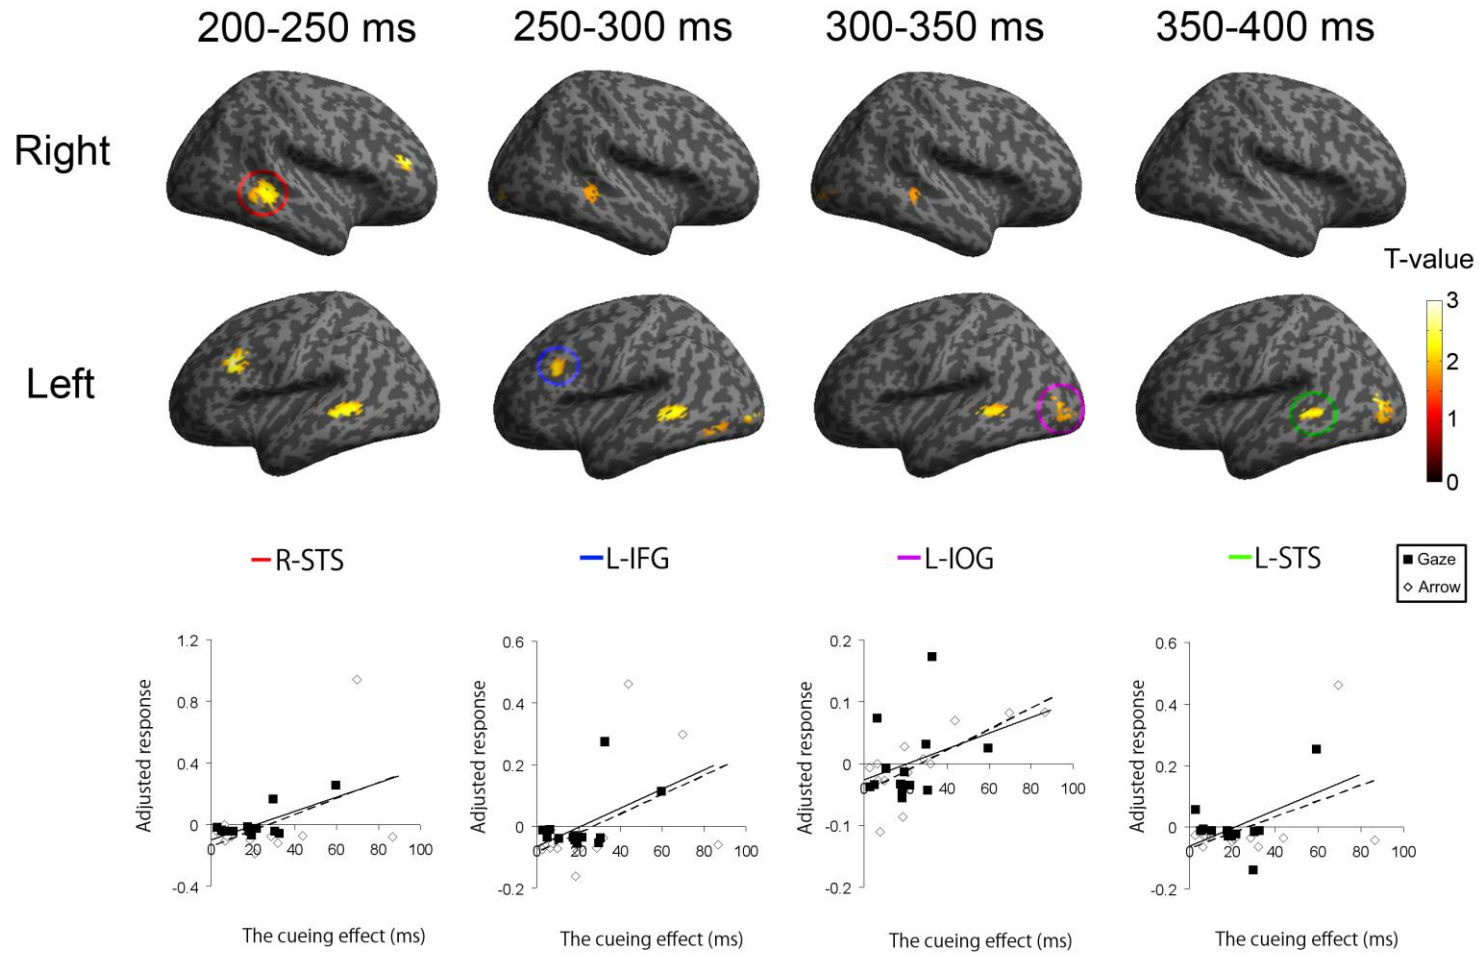 200-250 ms
250-300 ms
300-350 ms
350-400 ms
Right
T-value
3
2
1
0
Left
R-STS
L-IFG
L-IOG
L-STS
Gaze
Arrow
Adjusted response
1.2
0.8
0.4
0
-0.4
0 20 40 60 80 100
The cueing effect (ms)
Adjusted response
0.6
0.4
0.2
0
-0.2
0 20 40 60 80 100
The cueing effect (ms)
Adjusted response
0.2
0.1
0
-0.1
-0.2
0 20 40 60 80 100
The cueing effect (ms)
Adjusted response
0.6
0.4
0.2
0
-0.2
0 20 40 60 80 100
The cueing effect (ms)